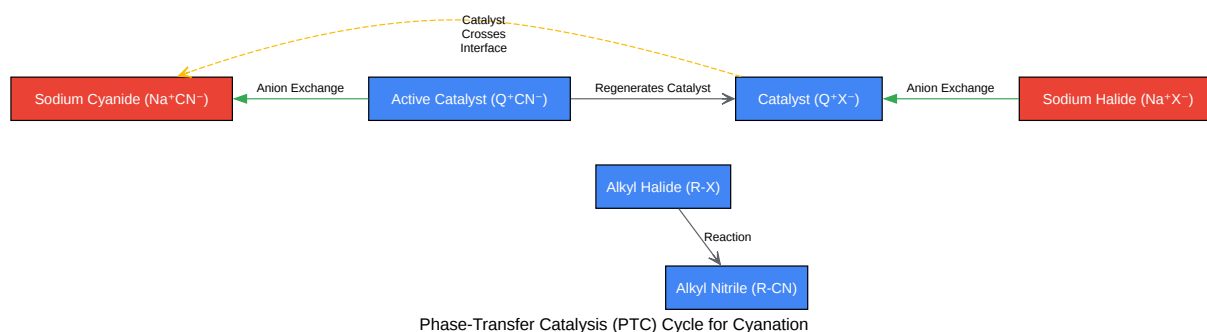 Catalyst
Crosses
Interface
Sodium Cyanide (Na⁺CN⁻)
Anion Exchange
Active Catalyst (Q⁺CN⁻)
Regenerates Catalyst
Catalyst (Q⁺X⁻)
Anion Exchange
Sodium Halide (Na⁺X⁻)
Alkyl Halide (R-X)
Reaction
Alkyl Nitrile (R-CN)
Phase-Transfer Catalysis (PTC) Cycle for Cyanation